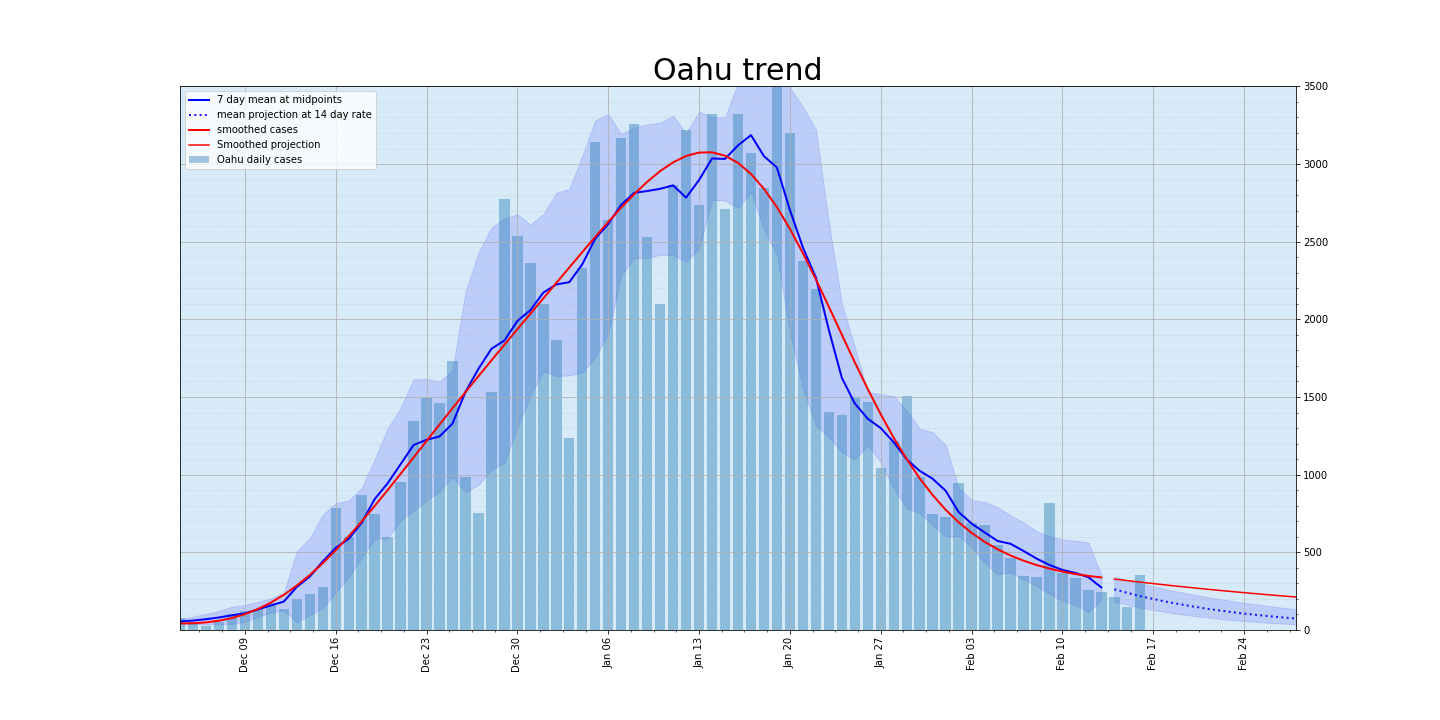 Oahu trend
7 day mean at midpoints
mean projection at 14 day rate
smoothed cases
Smoothed projection
Oahu daily cases
3500
3000
2500
2000
1500
1000
500
0
Dec 09
Dec 16
Dec 23
Dec 30
Jan 06
Jan 13
Jan 20
Jan 27
Feb 03
Feb 10
Feb 17
Feb 24